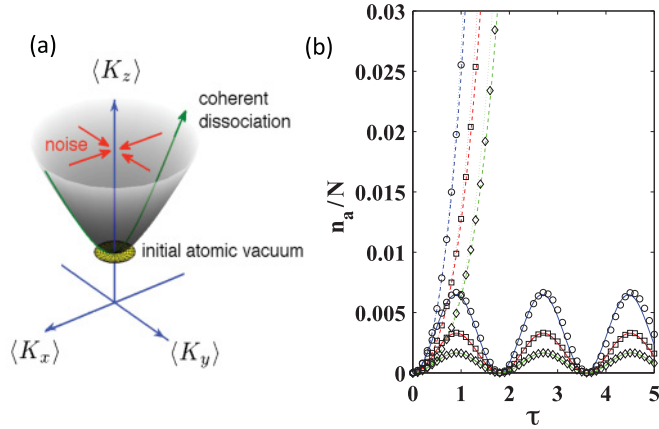 (a)
⟨K_z⟩
coherent
dissociation
noise
initial atomic vacuum
⟨K_x⟩
⟨K_y⟩
(b)
0.03
0.025
0.02
0.015
0.01
0.005
0
n_a/N
0 1 2 3 4 5
τ